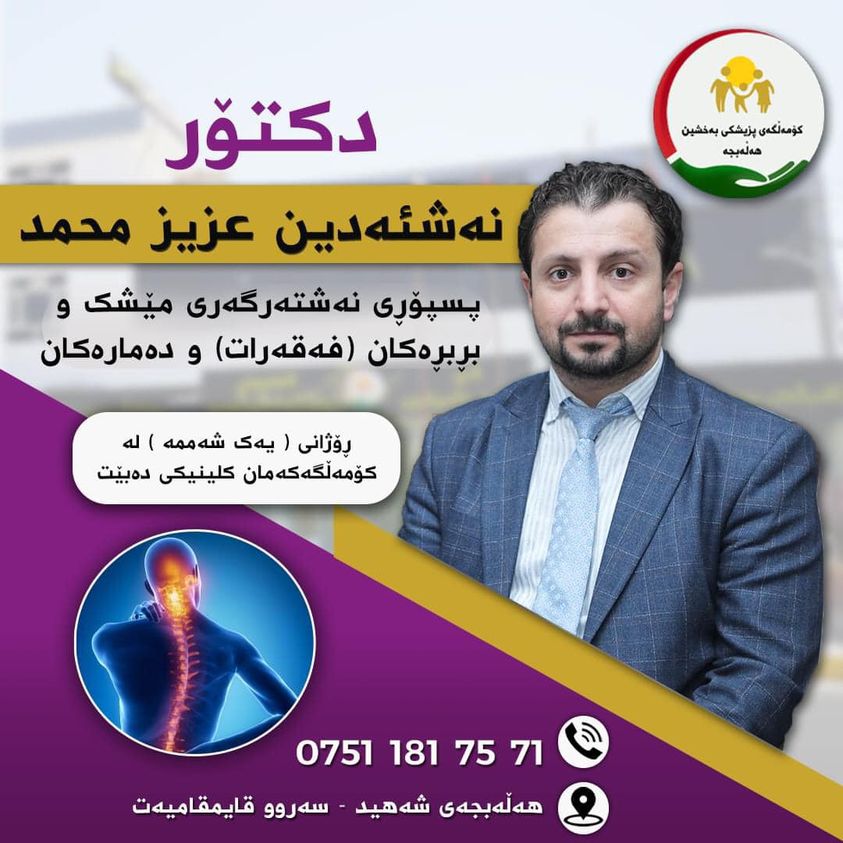 کۆمەڵگەی پزیشکی بەخشین
هەڵەبجە
دکتۆر
نەشئەدین عزیز محمد
پسپۆڕی نەشتەرگەری مێشک و
بڕبڕەکان (فەقەرات) و دەمارەکان
ڕۆژانی ( یەک شەممە ) لە
کۆمەڵگەکەمان کلینیکی دەبێت
0751 181 75 71
هەڵەبجەی شەهید - سەروو قایمقامیەت